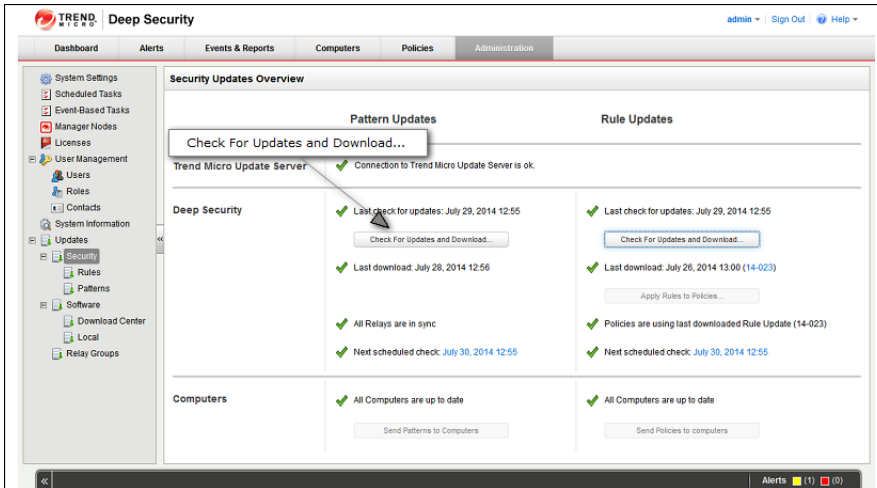 TREND MICRO Deep Security
admin Sign Out Help
Dashboard Alerts Events & Reports Computers Policies Administration
System Settings
Scheduled Tasks
Event-Based Tasks
Manager Nodes
Licenses
User Management
Users
Roles
Contacts
System Information
Updates
Security
Rules
Patterns
Software
Download Center
Local
Relay Groups
«
Security Updates Overview
Pattern Updates Rule Updates
Check For Updates and Download...
Trend Micro Update Server Connection to Trend Micro Update Server is ok.
Deep Security Last check for updates: July 29, 2014 12:55 Last check for updates: July 29, 2014 12:55
Check For Updates and Download... Check For Updates and Download...
Last download: July 28, 2014 12:56 Last download: July 26, 2014 13:00 (14-023)
Apply Rules to Policies...
All Relays are in sync Policies are using last downloaded Rule Update (14-023)
Next scheduled check: July 30, 2014 12:55 Next scheduled check: July 30, 2014 12:55
Computers All Computers are up to date All Computers are up to date
Send Patterns to Computers Send Policies to computers
« Alerts (1) (0)